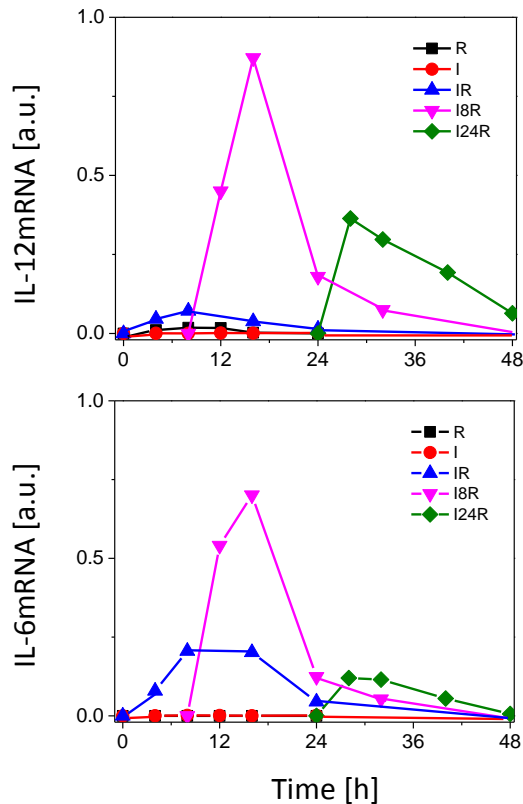 IL-12mRNA [a.u.]
1.0
0.5
0.0
R
I
IR
I8R
I24R
0 12 24 36 48
IL-6mRNA [a.u.]
1.0
0.5
0.0
R
I
IR
I8R
I24R
0 12 24 36 48
Time [h]